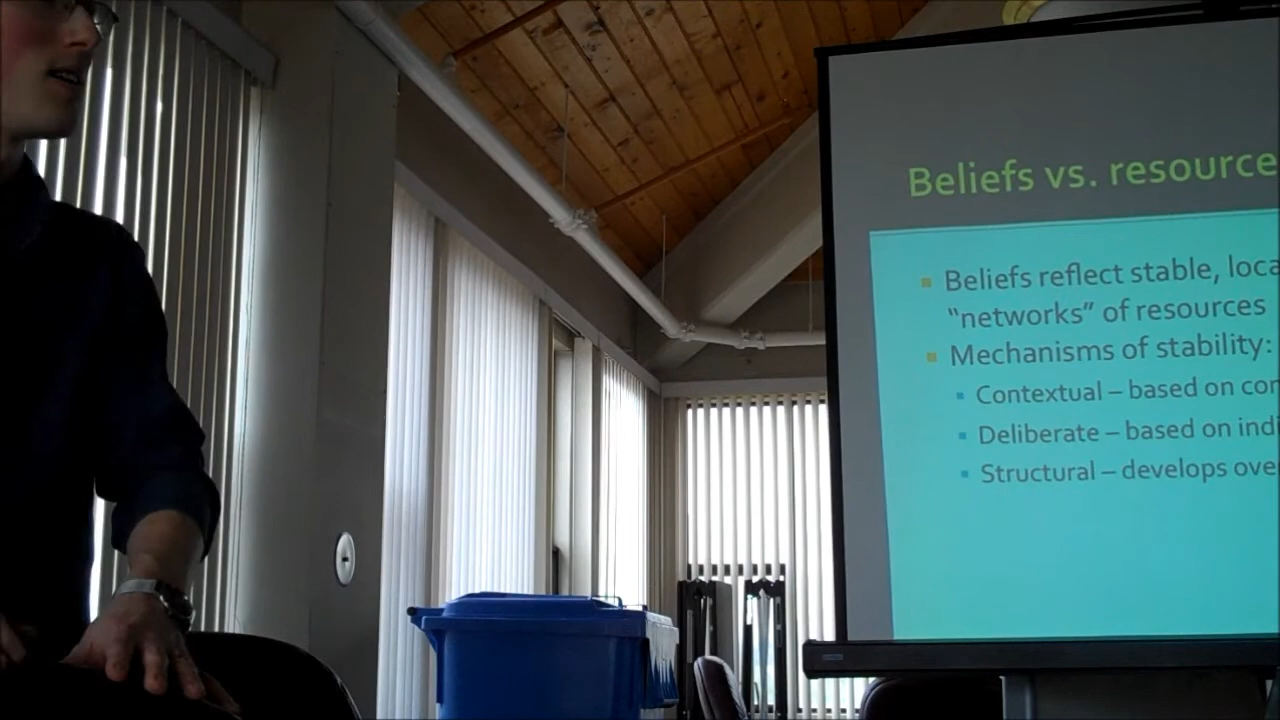 Beliefs vs. resource
Beliefs reflect stable, loca
“networks” of resources
Mechanisms of stability:
Contextual – based on con
Deliberate – based on indi
Structural – develops ove